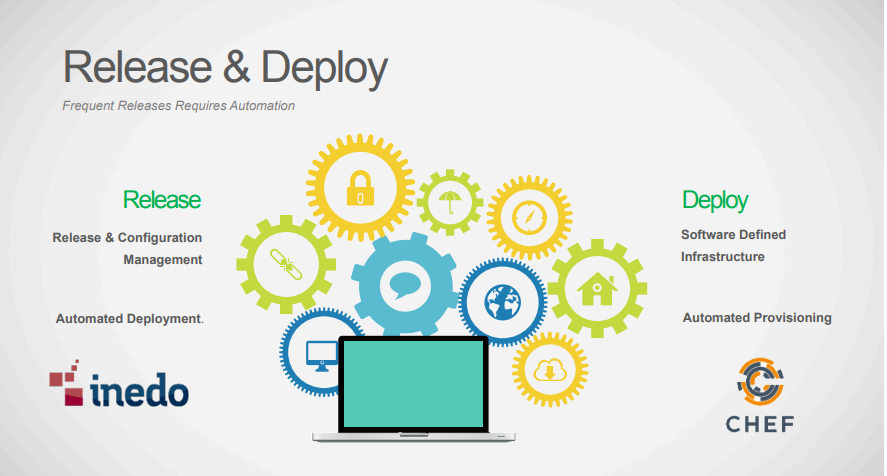 Release & Deploy
Frequent Releases Requires Automation
Release
Release & Configuration
Management
Automated Deployment.
inedo
Deploy
Software Defined
Infrastructure
Automated Provisioning
CHEF